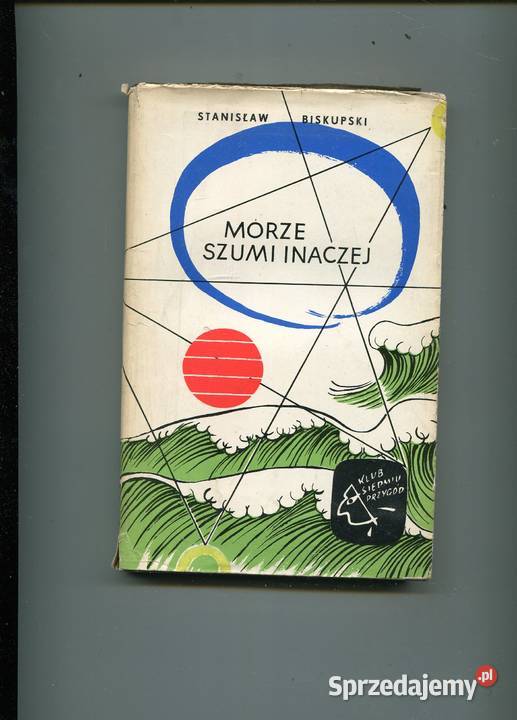 STANISŁAW BISKUPSKI
MORZE
SZUMI INACZEJ
KLUB
SIEDMIU
PRZYGÓD
Sprzedajemy.pl